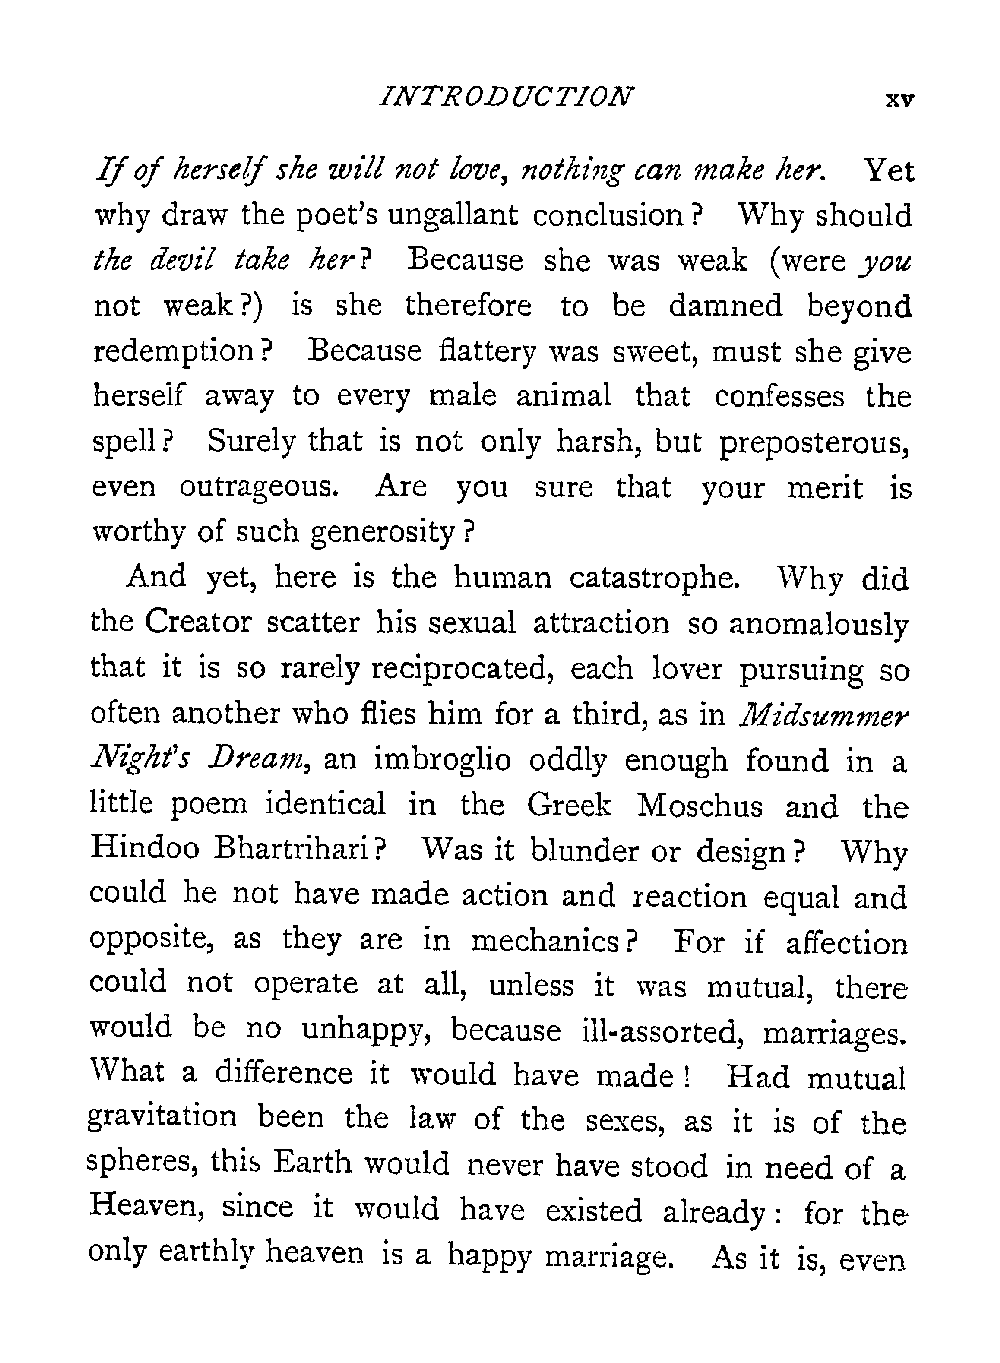 INTRODUCTION xv
If of herself she will not love, nothing can make her. Yet
why draw the poet's ungallant conclusion? Why should
the devil take her? Because she was weak (were you
not weak?) is she therefore to be damned beyond
redemption? Because flattery was sweet, must she give
herself away to every male animal that confesses the
spell? Surely that is not only harsh, but preposterous,
even outrageous. Are you sure that your merit is
worthy of such generosity?
And yet, here is the human catastrophe. Why did
the Creator scatter his sexual attraction so anomalously
that it is so rarely reciprocated, each lover pursuing so
often another who flies him for a third, as in Midsummer
Night's Dream, an imbroglio oddly enough found in a
little poem identical in the Greek Moschus and the
Hindoo Bhartrihari? Was it blunder or design? Why
could he not have made action and reaction equal and
opposite, as they are in mechanics? For if affection
could not operate at all, unless it was mutual, there
would be no unhappy, because ill-assorted, marriages.
What a difference it would have made! Had mutual
gravitation been the law of the sexes, as it is of the
spheres, this Earth would never have stood in need of a
Heaven, since it would have existed already: for the
only earthly heaven is a happy marriage. As it is, even